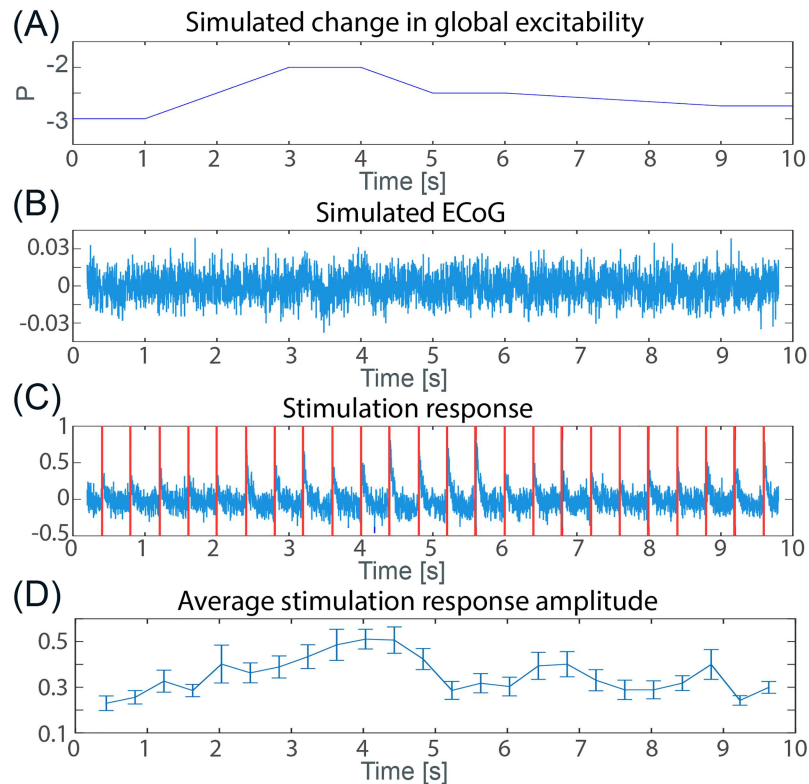 (A)
Simulated change in global excitability
P
-2
-3
0 1 2 3 4 5 6 7 8 9 10
Time [s]
(B)
Simulated ECoG
0.03
0
-0.03
0 1 2 3 4 5 6 7 8 9 10
Time [s]
(C)
Stimulation response
1
0.5
0
-0.5
0 1 2 3 4 5 6 7 8 9 10
Time [s]
(D)
Average stimulation response amplitude
0.5
0.3
0.1
0 1 2 3 4 5 6 7 8 9 10
Time [s]